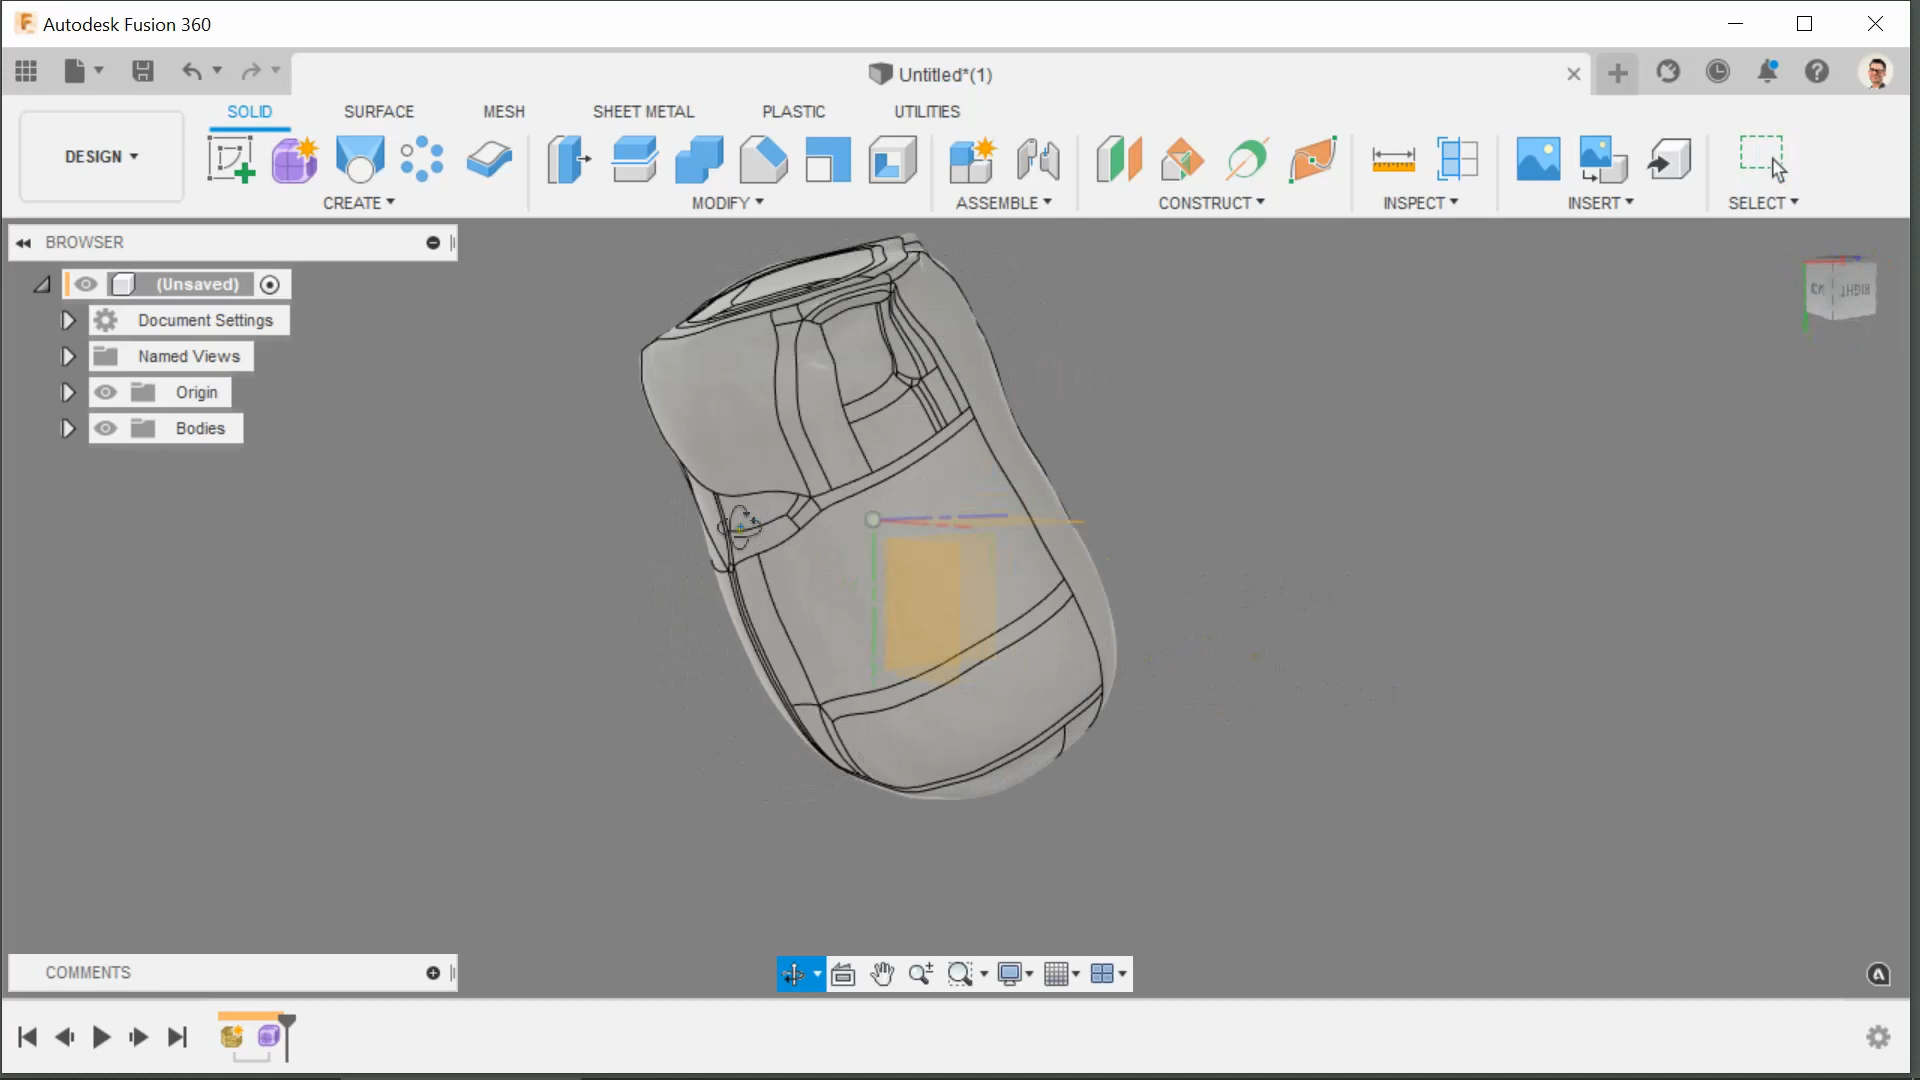 Autodesk Fusion 360
Untitled*(1)
SOLID SURFACE MESH SHEET METAL PLASTIC UTILITIES
DESIGN
CREATE MODIFY ASSEMBLE CONSTRUCT INSPECT INSERT SELECT
BROWSER
(Unsaved)
Document Settings
Named Views
Origin
Bodies
RIGHT
COMMENTS